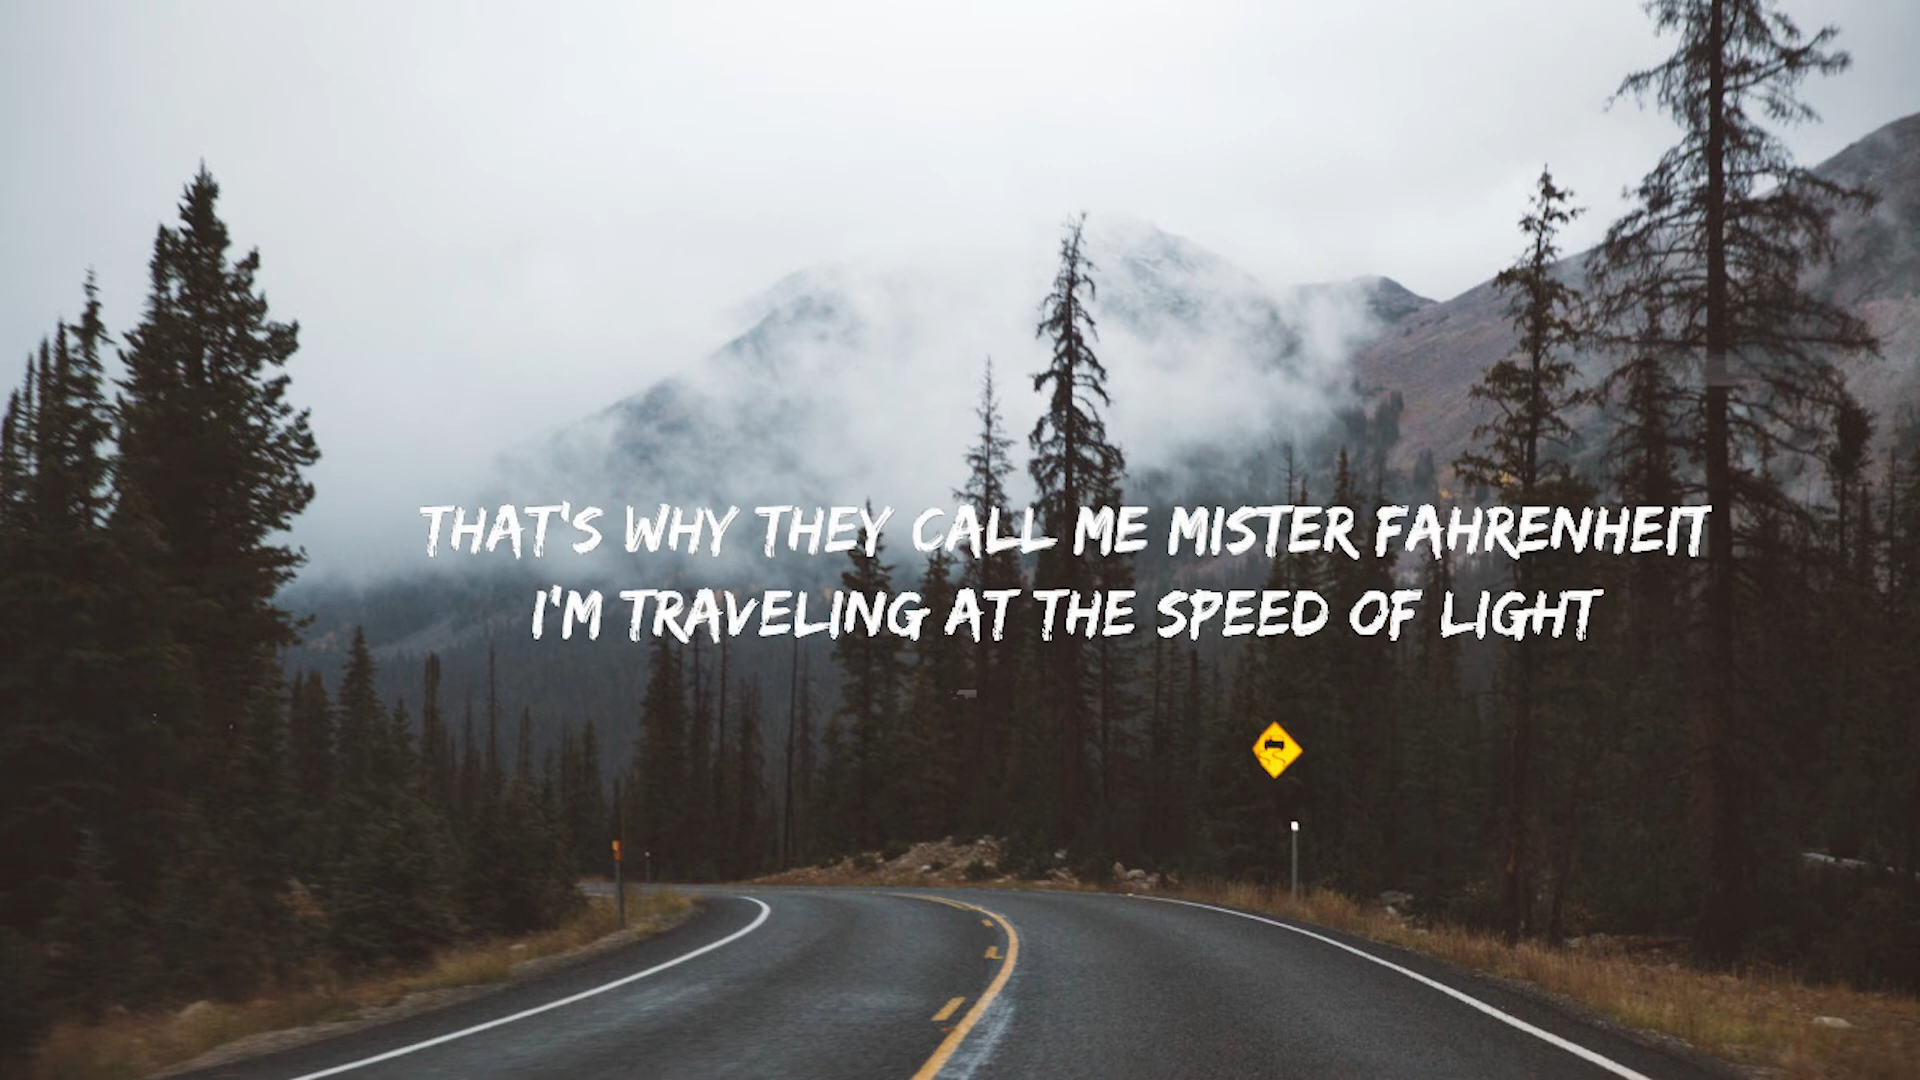 THAT'S WHY THEY CALL ME MISTER FAHRENHEIT
I'M TRAVELING AT THE SPEED OF LIGHT